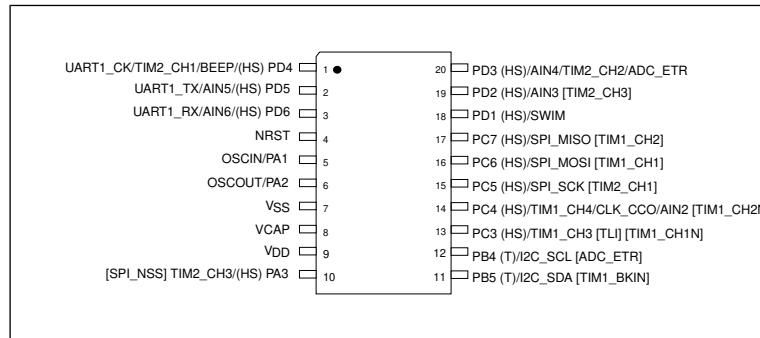 UART1_CK/TIM2_CH1/BEEP/(HS) PD4 1
UART1_TX/AIN5/(HS) PD5 2
UART1_RX/AIN6/(HS) PD6 3
NRST 4
OSCIN/PA1 5
OSCOUT/PA2 6
VSS 7
VCAP 8
VDD 9
[SPI_NSS] TIM2_CH3/(HS) PA3 10
20 PD3 (HS)/AIN4/TIM2_CH2/ADC_ETR
19 PD2 (HS)/AIN3 [TIM2_CH3]
18 PD1 (HS)/SWIM
17 PC7 (HS)/SPI_MISO [TIM1_CH2]
16 PC6 (HS)/SPI_MOSI [TIM1_CH1]
15 PC5 (HS)/SPI_SCK [TIM2_CH1]
14 PC4 (HS)/TIM1_CH4/CLK_CCO/AIN2 [TIM1_CH2
13 PC3 (HS)/TIM1_CH3 [TLI] [TIM1_CH1N]
12 PB4 (T)/I2C_SCL [ADC_ETR]
11 PB5 (T)/I2C_SDA [TIM1_BKIN]